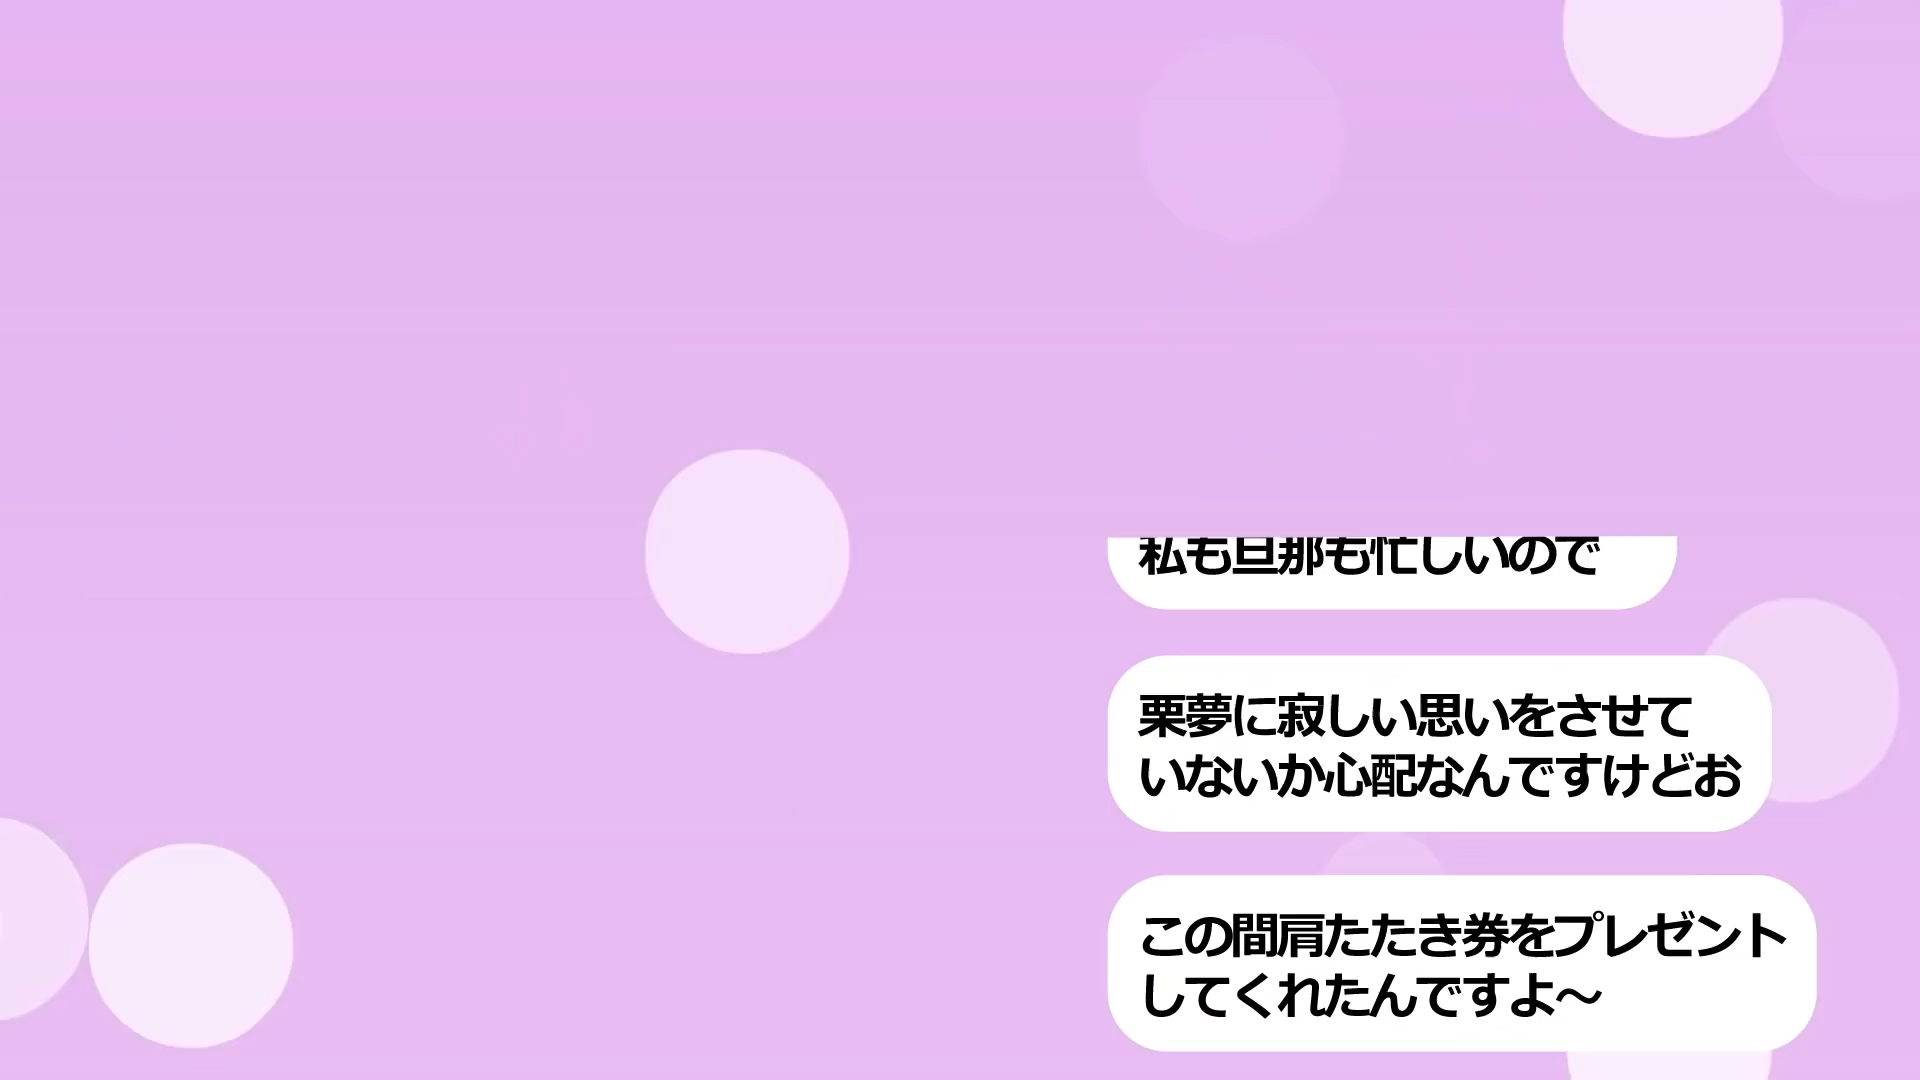 私も旦那も忙しいので
栗夢に寂しい思いをさせて
いないか心配なんですけどお
この間肩たたき券をプレゼント
してくれたんですよ～